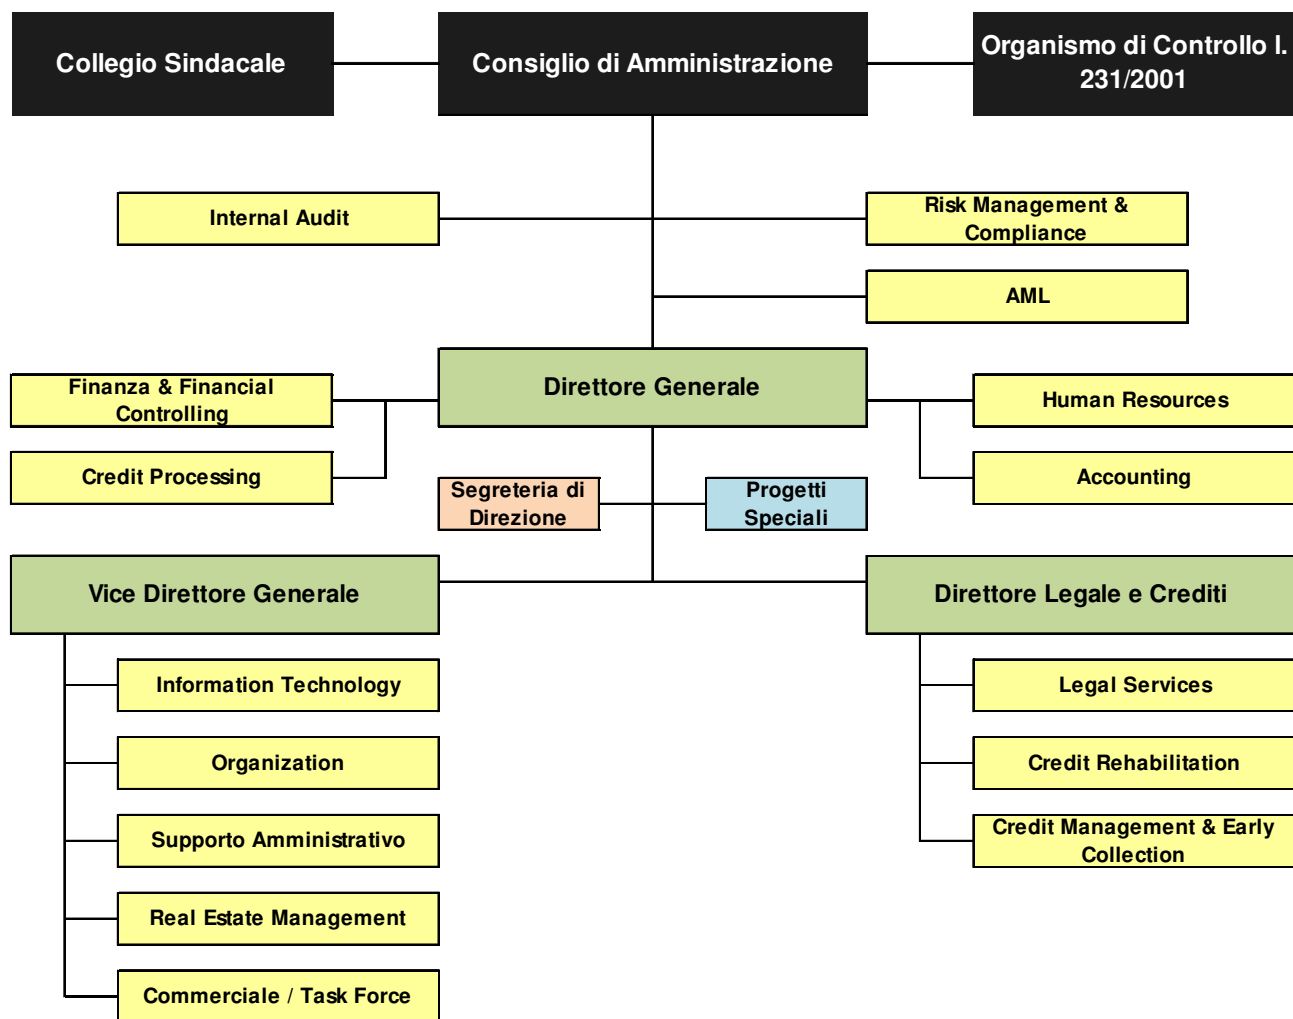 Collegio Sindacale
Consiglio di Amministrazione
Organismo di Controllo l.
231/2001
Internal Audit
Risk Management &
Compliance
AML
Direttore Generale
Finanza & Financial
Controlling
Human Resources
Credit Processing
Accounting
Segreteria di
Direzione
Progetti
Speciali
Vice Direttore Generale
Direttore Legale e Crediti
Information Technology
Legal Services
Organization
Credit Rehabilitation
Supporto Amministrativo
Credit Management & Early
Collection
Real Estate Management
Commerciale / Task Force